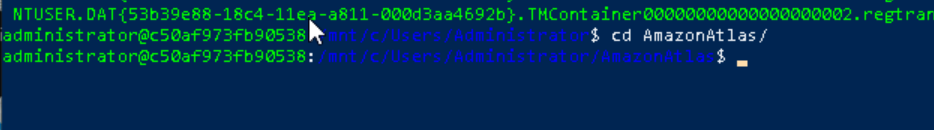 NTUSER.DAT{53b39e88-18c4-11ea-a811-000d3aa4692b}.TMContainer00000000000000000002.regtran
administrator@c50af973fb90538:/mnt/c/Users/Administrator$ cd AmazonAtlas/
administrator@c50af973fb90538:/mnt/c/Users/Administrator/AmazonAtlas$